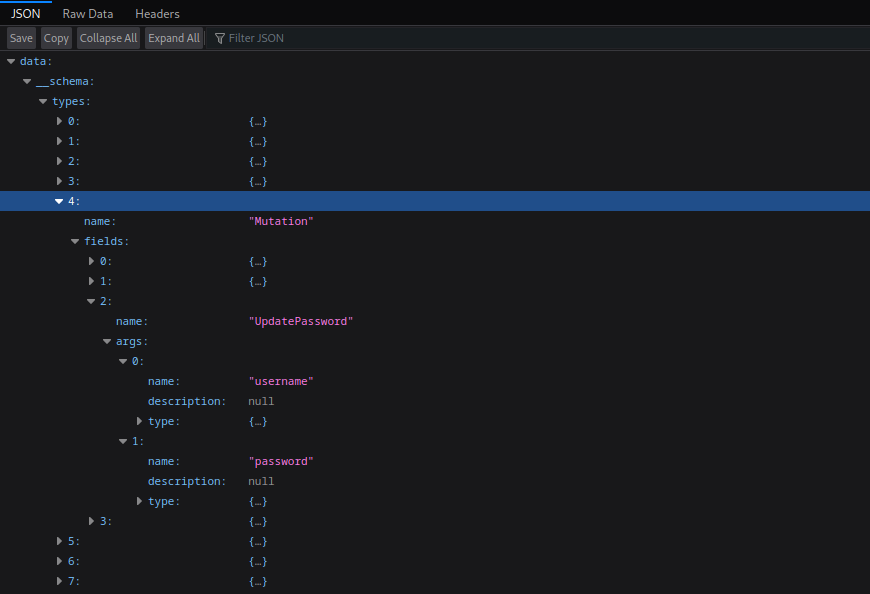 JSON Raw Data Headers
Save Copy Collapse All Expand All Filter JSON
data:
__schema:
types:
0: {…}
1: {…}
2: {…}
3: {…}
4:
name: "Mutation"
fields:
0: {…}
1: {…}
2:
name: "UpdatePassword"
args:
0:
name: "username"
description: null
type: {…}
1:
name: "password"
description: null
type: {…}
3: {…}
5: {…}
6: {…}
7: {…}